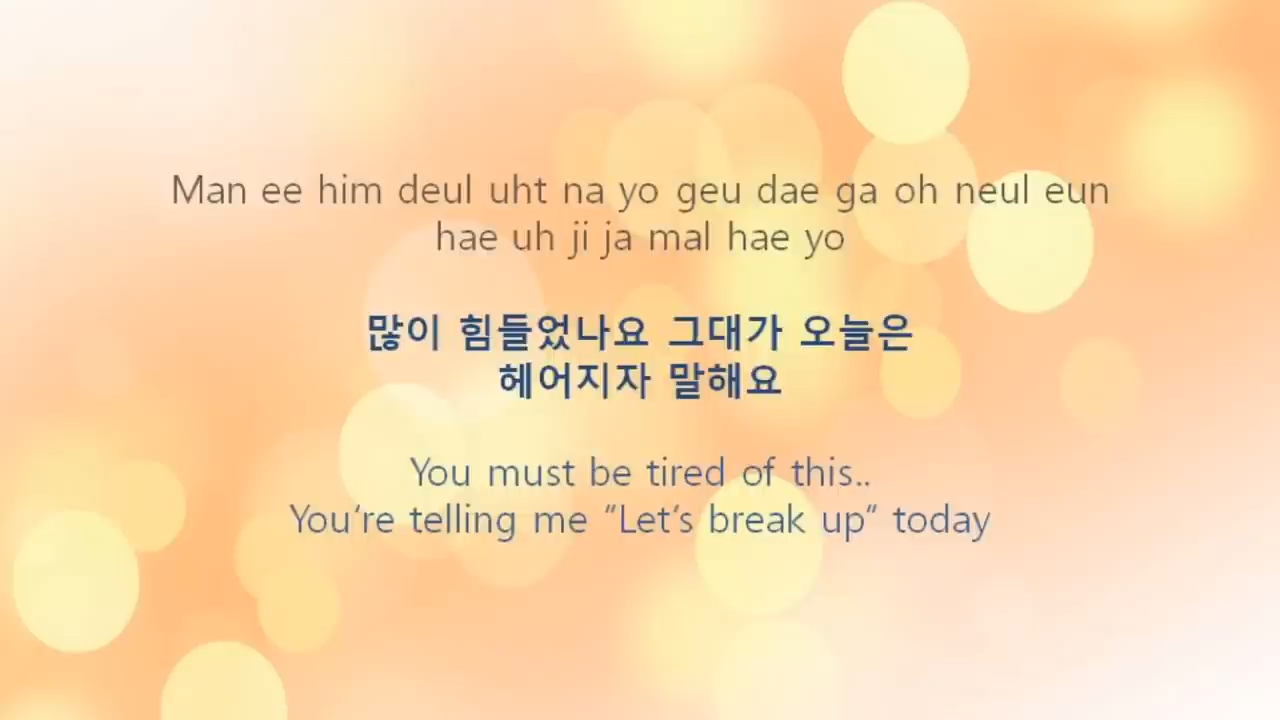 Man ee him deul uht na yo geu dae ga oh neul eun
hae uh ji ja mal hae yo
많이 힘들었나요 그대가 오늘은
헤어지자 말해요
You must be tired of this..
You're telling me "Let's break up" today